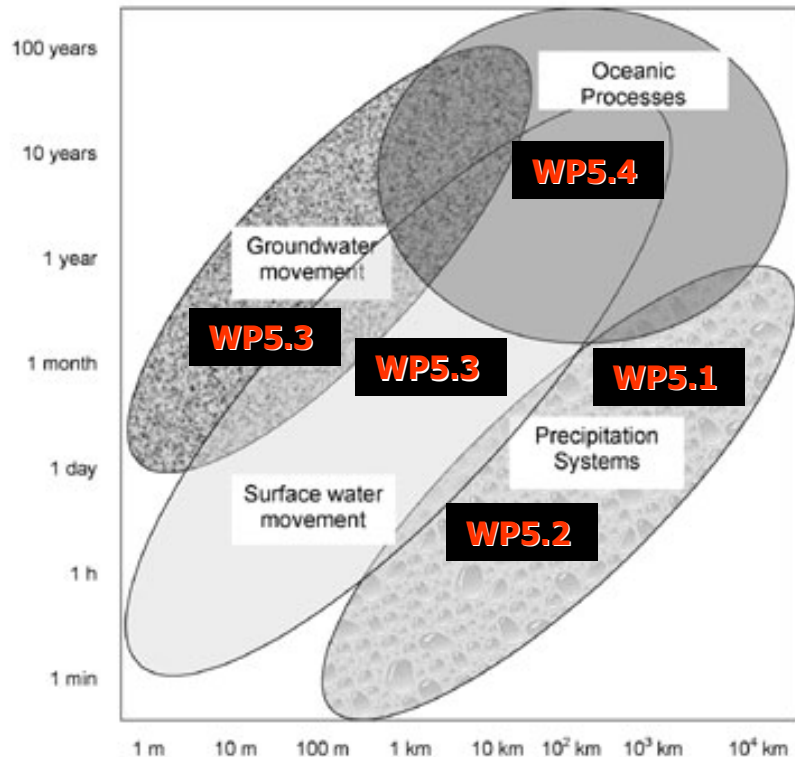 100 years
Oceanic
Processes
10 years
WP5.4
Groundwater
movement
1 year
WP5.3
WP5.3
1 month
WP5.1
Precipitation
Systems
1 day
Surface water
movement
WP5.2
1 h
1 min
1 m 10 m 100 m 1 km 10 km 10² km 10³ km 10⁴ km